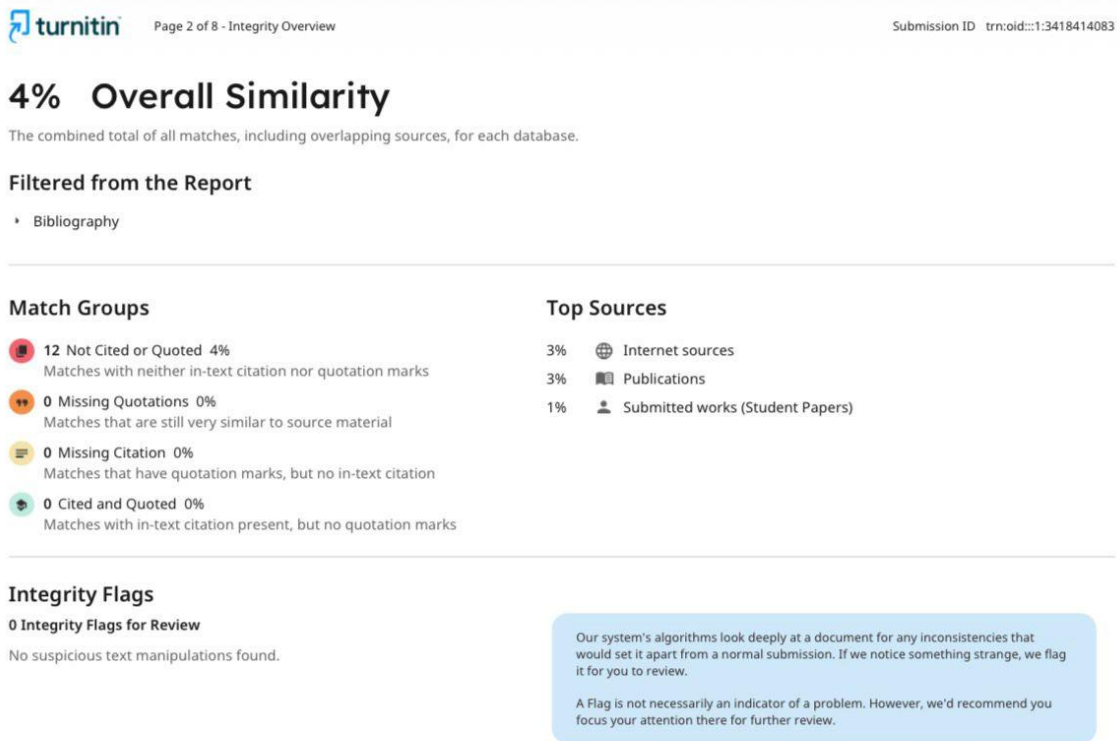 turnitin Page 2 of 8 - Integrity Overview Submission ID trn:oid:::1:3418414083
4% Overall Similarity
The combined total of all matches, including overlapping sources, for each database.
Filtered from the Report
Bibliography
Match Groups
12 Not Cited or Quoted 4%
Matches with neither in-text citation nor quotation marks
0 Missing Quotations 0%
Matches that are still very similar to source material
0 Missing Citation 0%
Matches that have quotation marks, but no in-text citation
0 Cited and Quoted 0%
Matches with in-text citation present, but no quotation marks
Top Sources
3% Internet sources
3% Publications
1% Submitted works (Student Papers)
Integrity Flags
0 Integrity Flags for Review
No suspicious text manipulations found.
Our system's algorithms look deeply at a document for any inconsistencies that
would set it apart from a normal submission. If we notice something strange, we flag
it for you to review.
A Flag is not necessarily an indicator of a problem. However, we'd recommend you
focus your attention there for further review.